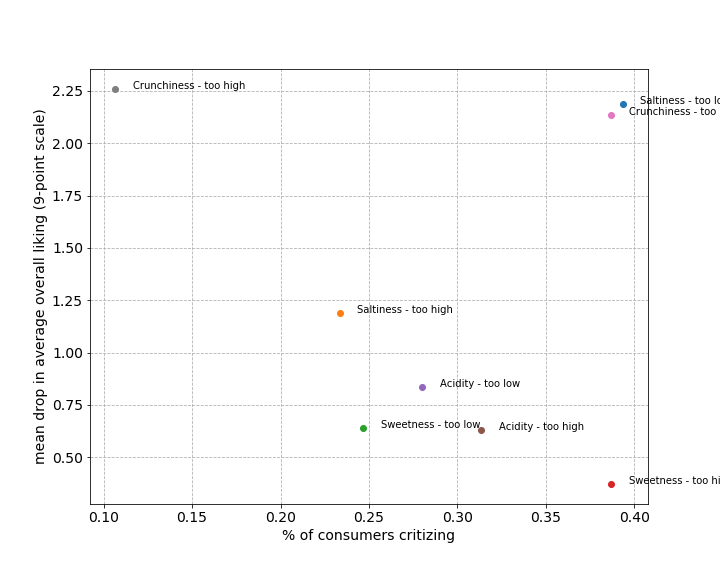 Crunchiness - too high
Saltiness - too
Crunchiness - too
Saltiness - too high
Acidity - too low
Sweetness - too low
Acidity - too high
Sweetness - too
2.25
2.00
1.75
1.50
1.25
1.00
0.75
0.50
mean drop in average overall liking (9-point scale)
0.10
0.15
0.20
0.25
0.30
0.35
0.40
% of consumers critizing